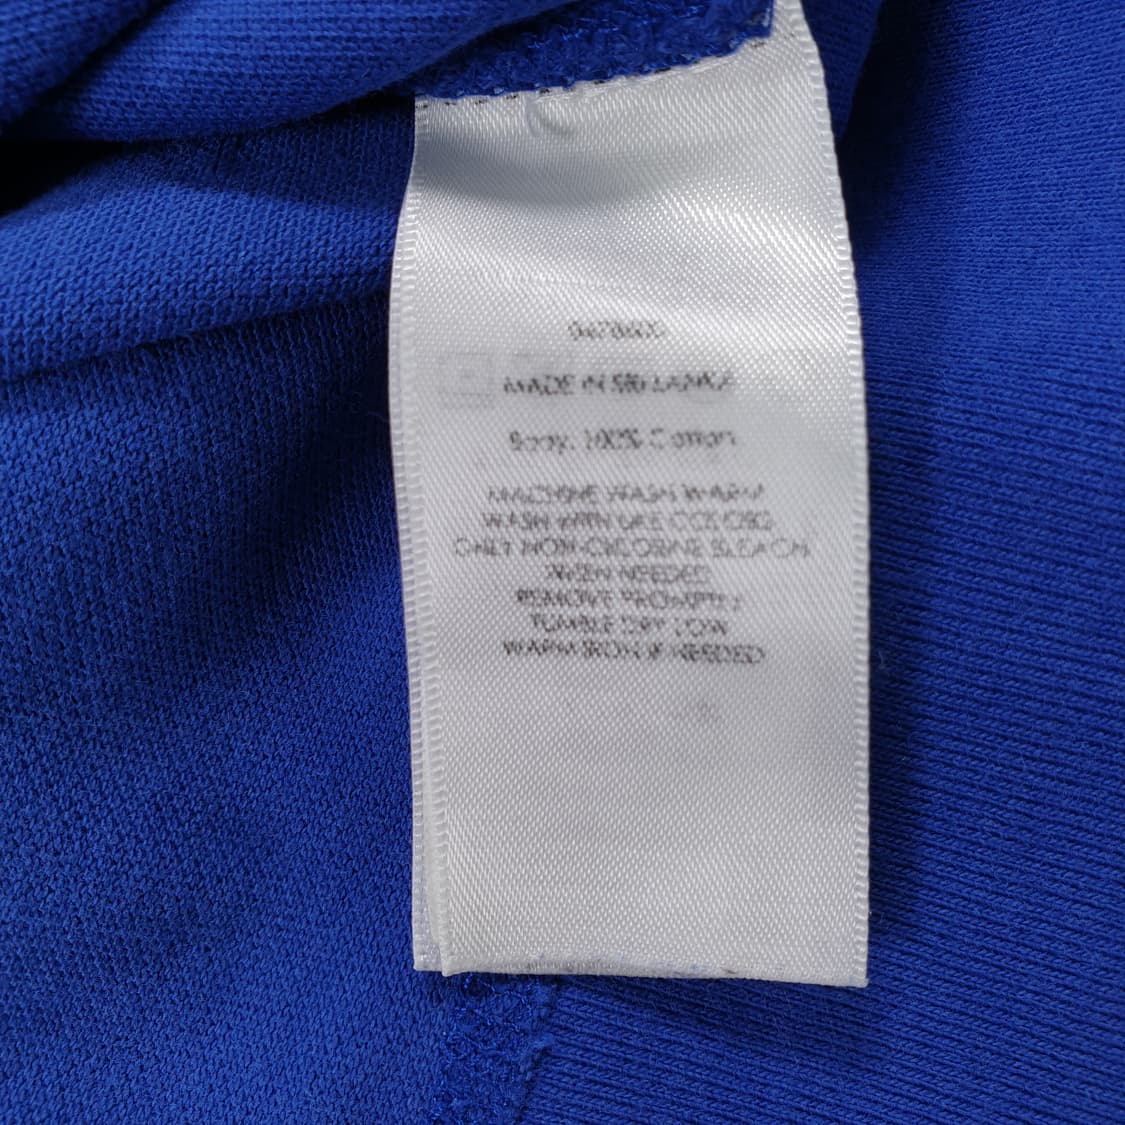 MADE IN SRI LANKA
Body: 100% Cotton
MACHINE WASH WARM
WASH WITH LIKE COLORS
ONLY NON-CHLORINE BLEACH
WHEN NEEDED
REMOVE PROMPTLY
TUMBLE DRY LOW
WARM IRON IF NEEDED